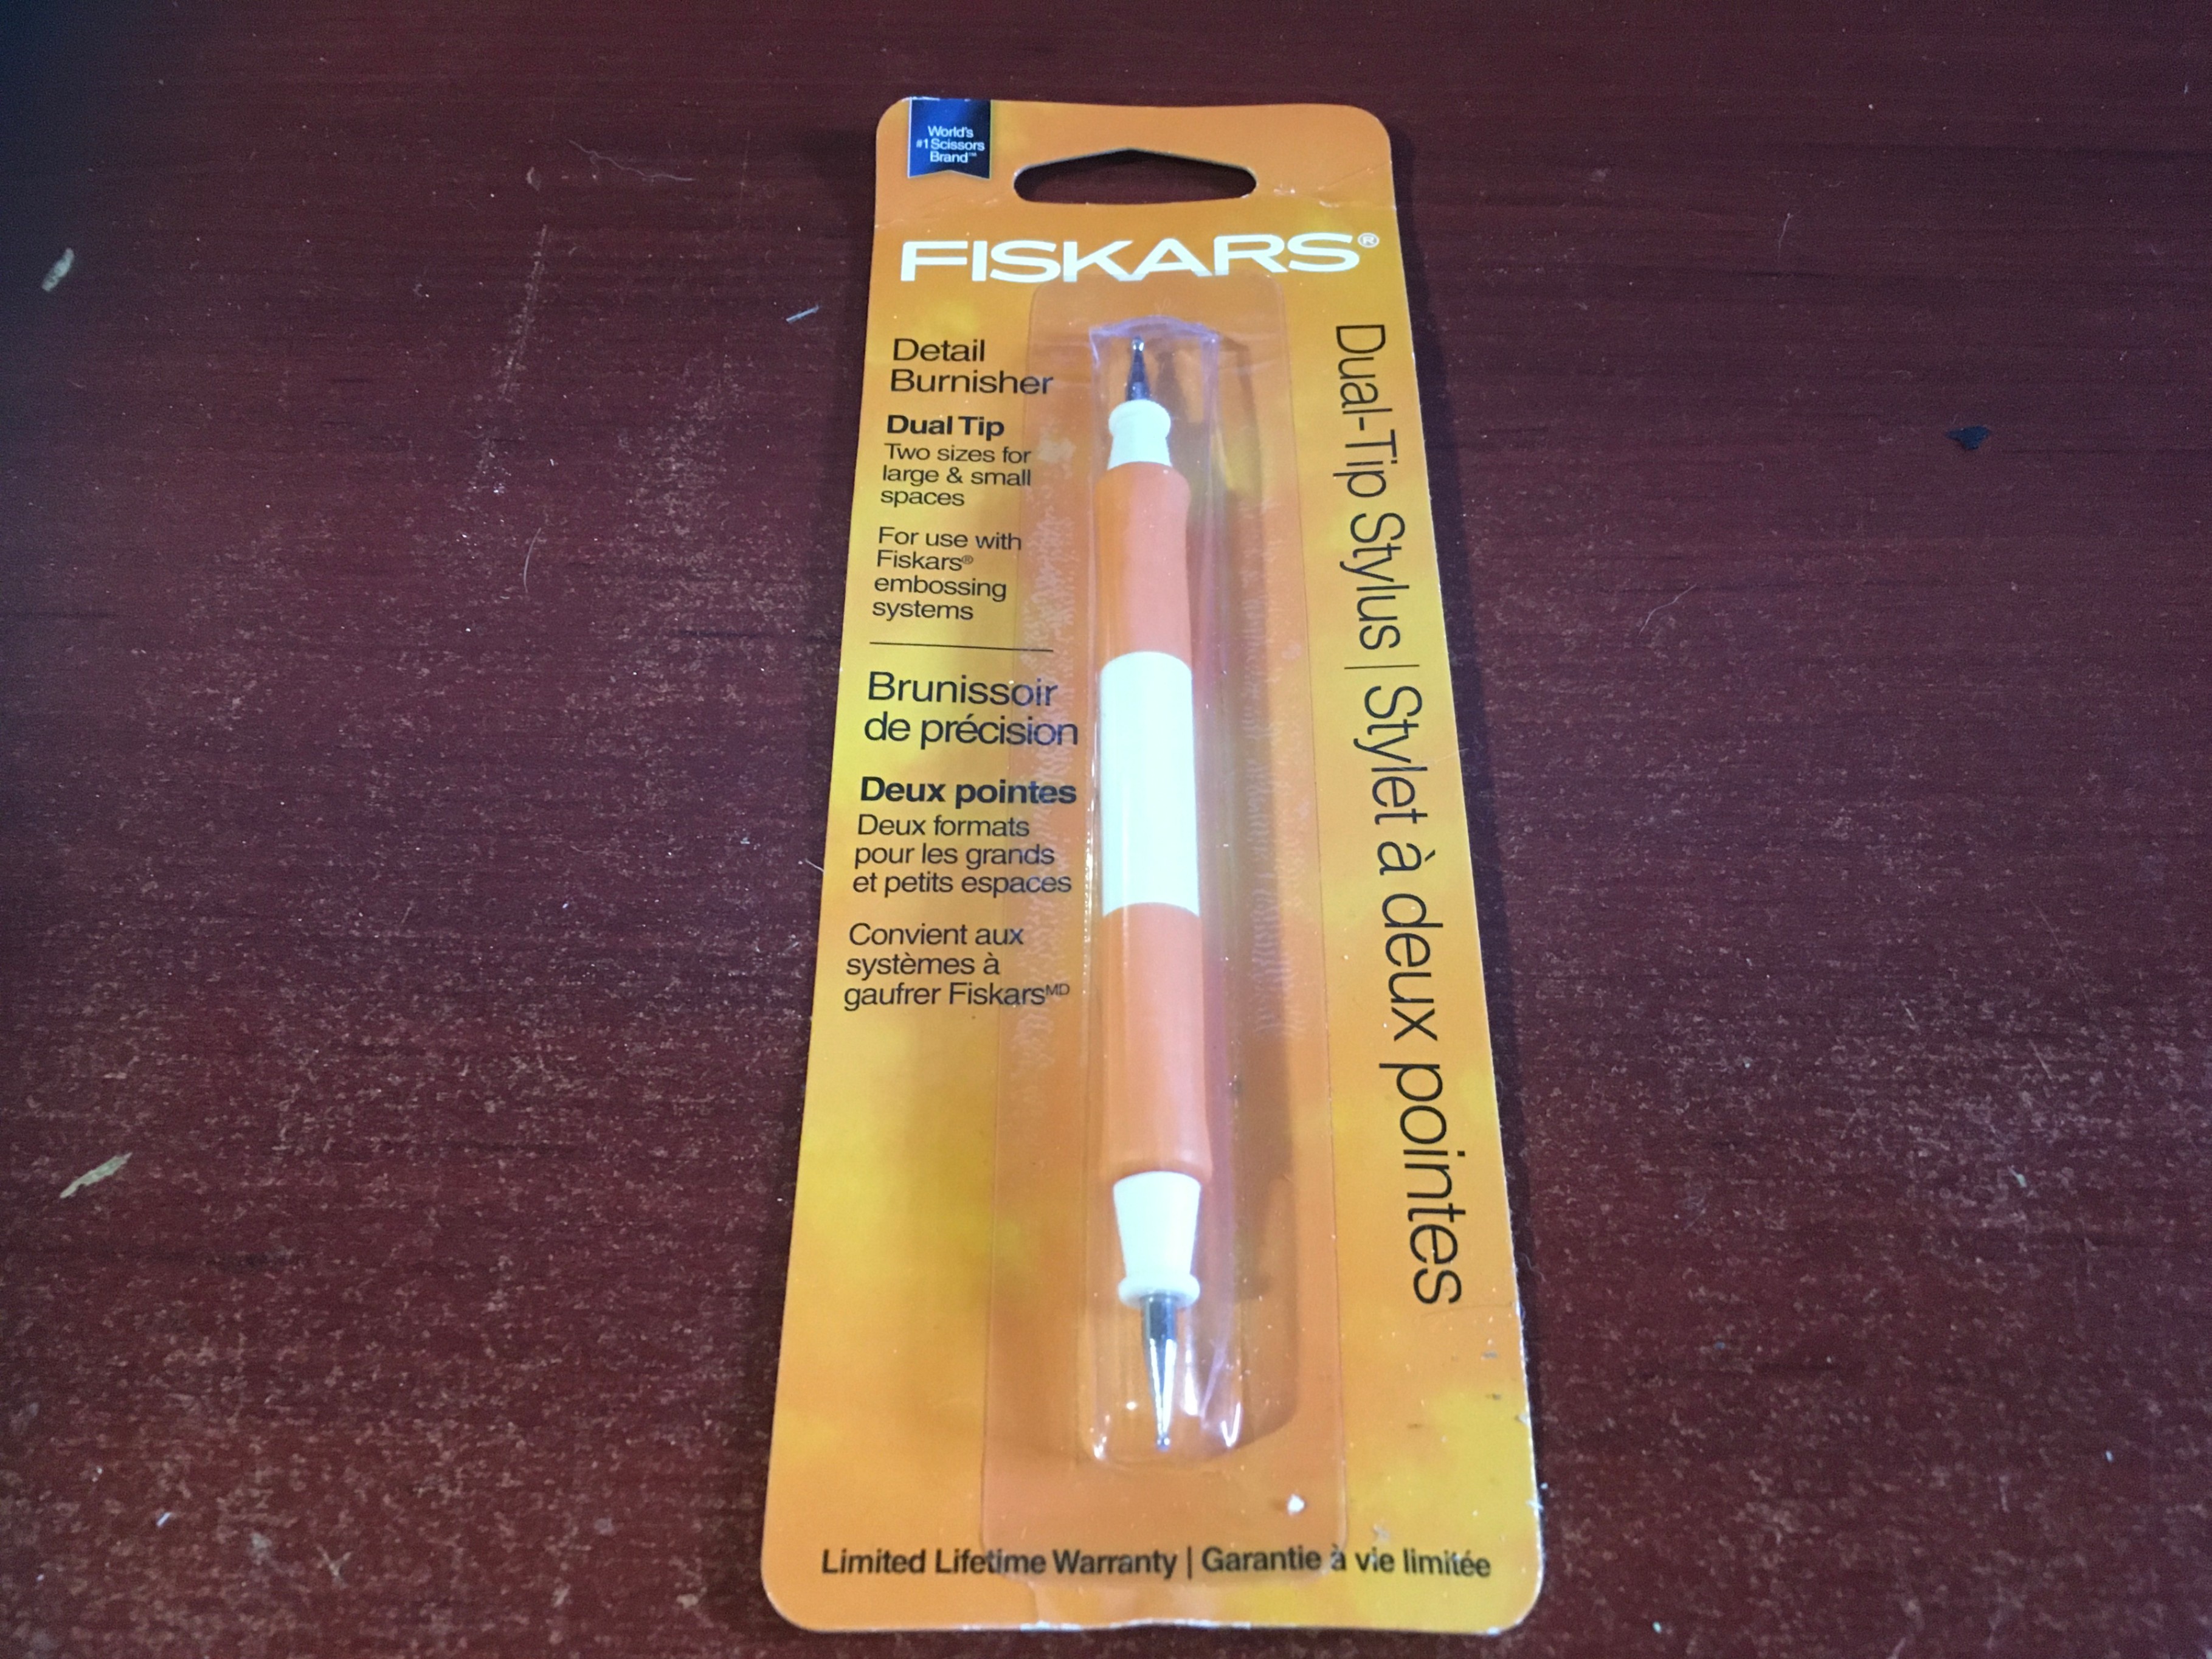 World's
#1 Scissors
Brand™
FISKARS®
Detail
Burnisher
Dual Tip
Two sizes for
large & small
spaces
For use with
Fiskars®
embossing
systems
Brunissoir
de précision
Deux pointes
Deux formats
pour les grands
et petits espaces
Convient aux
systèmes à
gaufrer FiskarsMD
Dual-Tip Stylus | Stylet à deux pointes
Limited Lifetime Warranty | Garantie à vie limitée